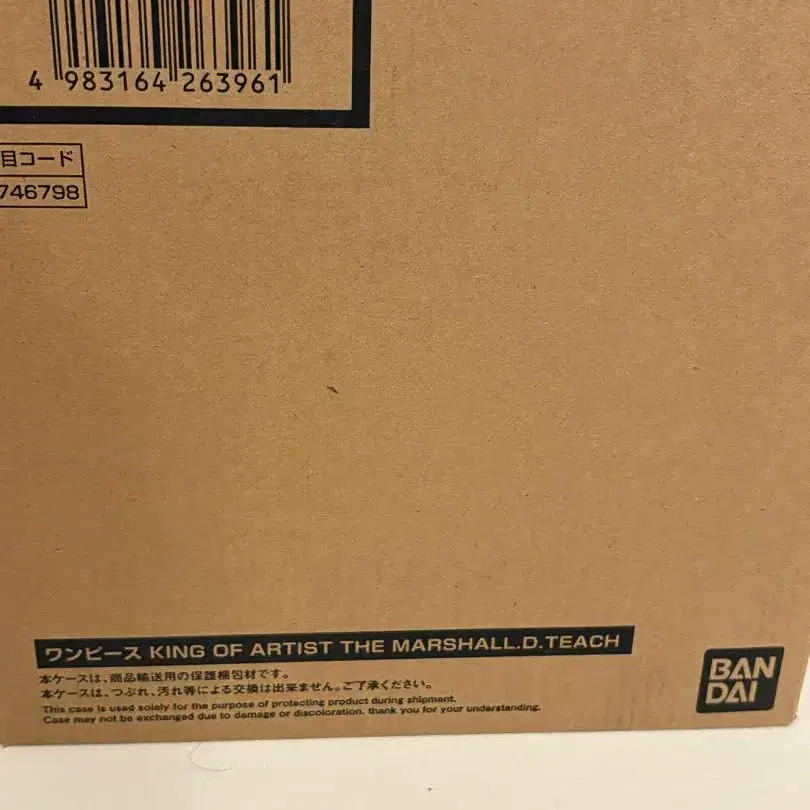 4 983164 263961
目コード
746798
ワンピース KING OF ARTIST THE MARSHALL.D.TEACH
本ケースは、商品輸送用の保護梱包材です。
本ケースは、つぶれ、汚れ等による交換は出来ません。ご了承ください。
This case is used solely for the purpose of protecting product during shipment.
Case may not be exchanged due to damage or discoloration. thank you for your understanding.
BAN
DAI